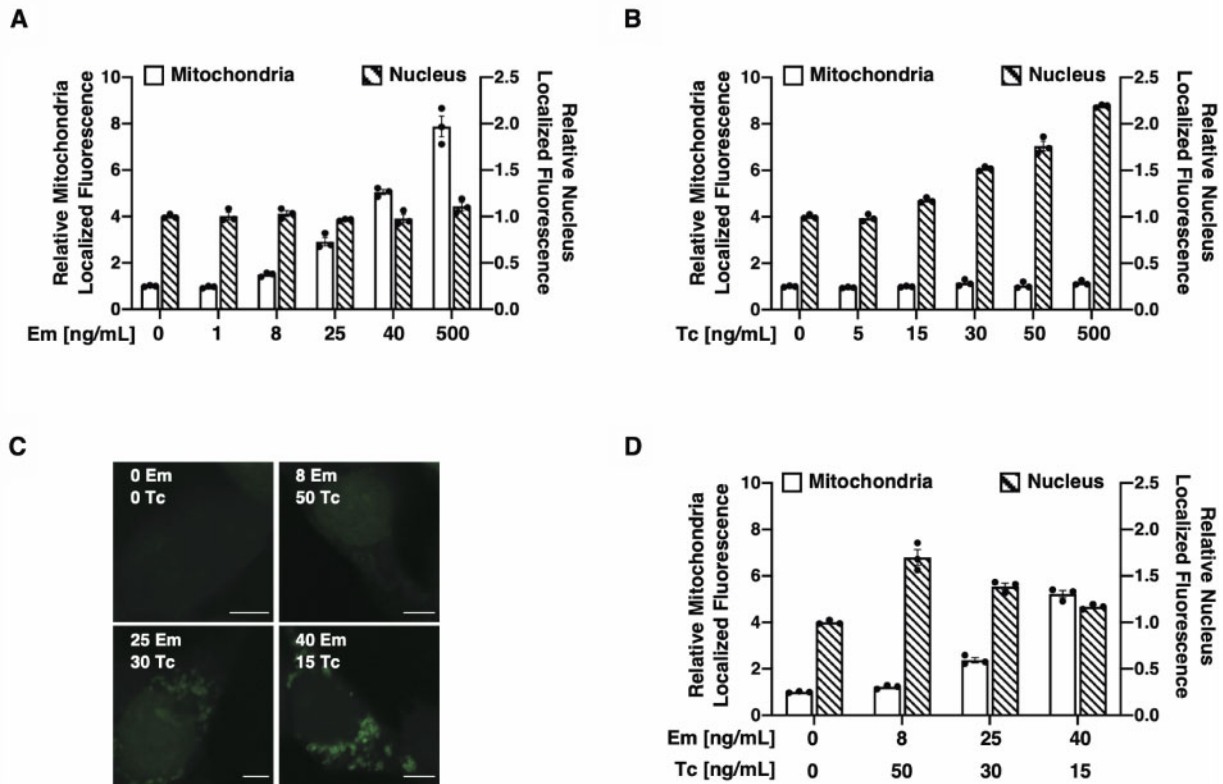 A
Mitochondria
Nucleus
Relative Mitochondria
Localized Fluorescence
10
8
6
4
2
0
2.5
2.0
1.5
1.0
0.5
0.0
Relative Nucleus
Localized Fluorescence
Em [ng/mL] 0 1 8 25 40 500
B
Mitochondria
Nucleus
Relative Mitochondria
Localized Fluorescence
10
8
6
4
2
0
2.5
2.0
1.5
1.0
0.5
0.0
Relative Nucleus
Localized Fluorescence
Tc [ng/mL] 0 5 15 30 50 500
C
0 Em
0 Tc
8 Em
50 Tc
25 Em
30 Tc
40 Em
15 Tc
D
Mitochondria
Nucleus
Relative Mitochondria
Localized Fluorescence
10
8
6
4
2
0
2.5
2.0
1.5
1.0
0.5
0.0
Relative Nucleus
Localized Fluorescence
Em [ng/mL] 0 8 25 40
Tc [ng/mL] 0 50 30 15